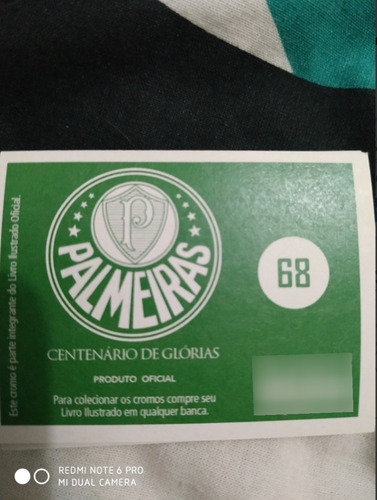 P
PALMEIRAS
68
CENTENÁRIO DE GLÓRIAS
PRODUTO OFICIAL
Para colecionar os cromos compre seu
Livro Ilustrado em qualquer banca.
Este cromo é parte integrante do Livro Ilustrado Oficial.
REDMI NOTE 6 PRO
MI DUAL CAMERA